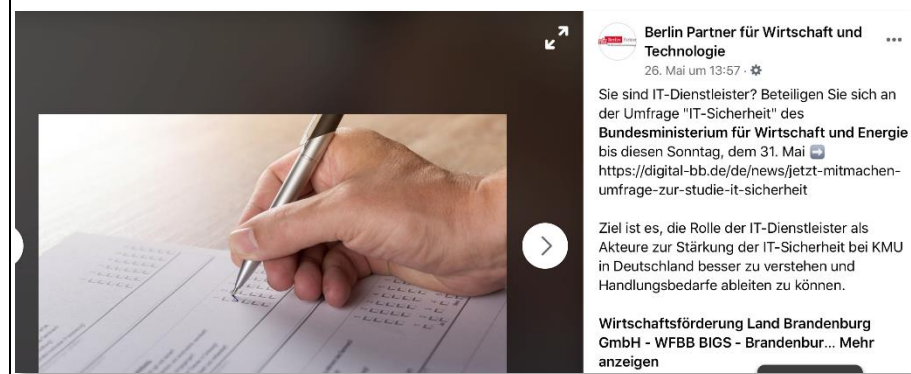 Berlin Partner für Wirtschaft und
Technologie
26. Mai um 13:57 ·
Sie sind IT-Dienstleister? Beteiligen Sie sich an
der Umfrage "IT-Sicherheit" des
Bundesministerium für Wirtschaft und Energie
bis diesen Sonntag, dem 31. Mai ➡
https://digital-bb.de/de/news/jetzt-mitmachen-
umfrage-zur-studie-it-sicherheit
Ziel ist es, die Rolle der IT-Dienstleister als
Akteure zur Stärkung der IT-Sicherheit bei KMU
in Deutschland besser zu verstehen und
Handlungsbedarfe ableiten zu können.
Wirtschaftsförderung Land Brandenburg
GmbH - WFBB BIGS - Brandenbur... Mehr
anzeigen